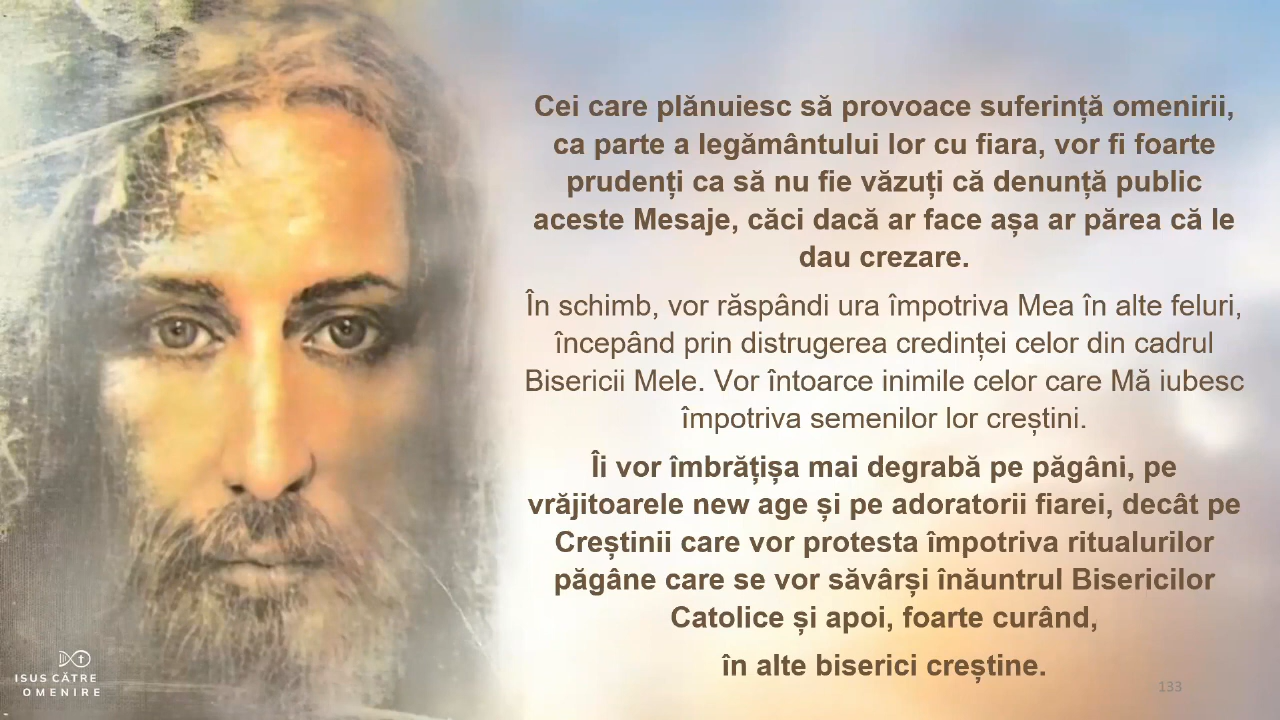 Cei care plănuiesc să provoace suferință omenirii,
ca parte a legământului lor cu fiara, vor fi foarte
prudenți ca să nu fie văzuți că denunță public
aceste Mesaje, căci dacă ar face așa ar părea că le
dau crezare.
În schimb, vor răspândi ura împotriva Mea în alte feluri,
începând prin distrugerea credinței celor din cadrul
Bisericii Mele. Vor întoarce inimile celor care Mă iubesc
împotriva semenilor lor creștini.
Îi vor îmbrățișa mai degrabă pe păgâni, pe
vrăjitoarele new age și pe adoratorii fiarei, decât pe
Creștinii care vor protesta împotriva ritualurilor
păgâne care se vor săvârși înăuntrul Bisericilor
Catolice și apoi, foarte curând,
în alte biserici creștine.
133
ISUS CĂTRE
OMENIRE